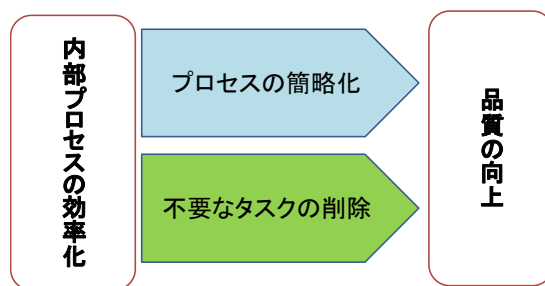 内部プロセスの効率化
プロセスの簡略化
不要なタスクの削除
品質の向上